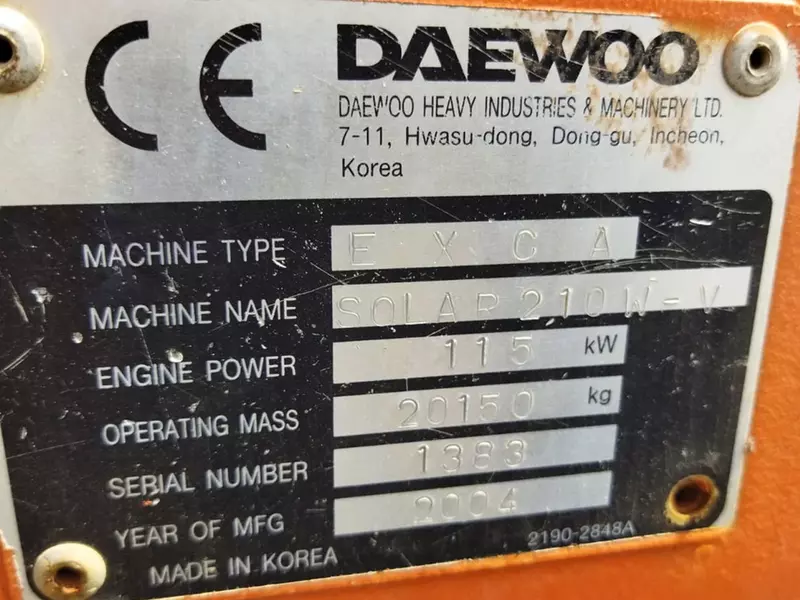 CE DAEWOO
DAEWOO HEAVY INDUSTRIES & MACHINERY LTD.
7-11, Hwasu-dong, Dong-gu, Incheon,
Korea
MACHINE TYPE EXCA
MACHINE NAME SOLAR210W-V
ENGINE POWER 115 kW
OPERATING MASS 20150 kg
SERIAL NUMBER 1383
YEAR OF MFG 2004
MADE IN KOREA 2190-2848A